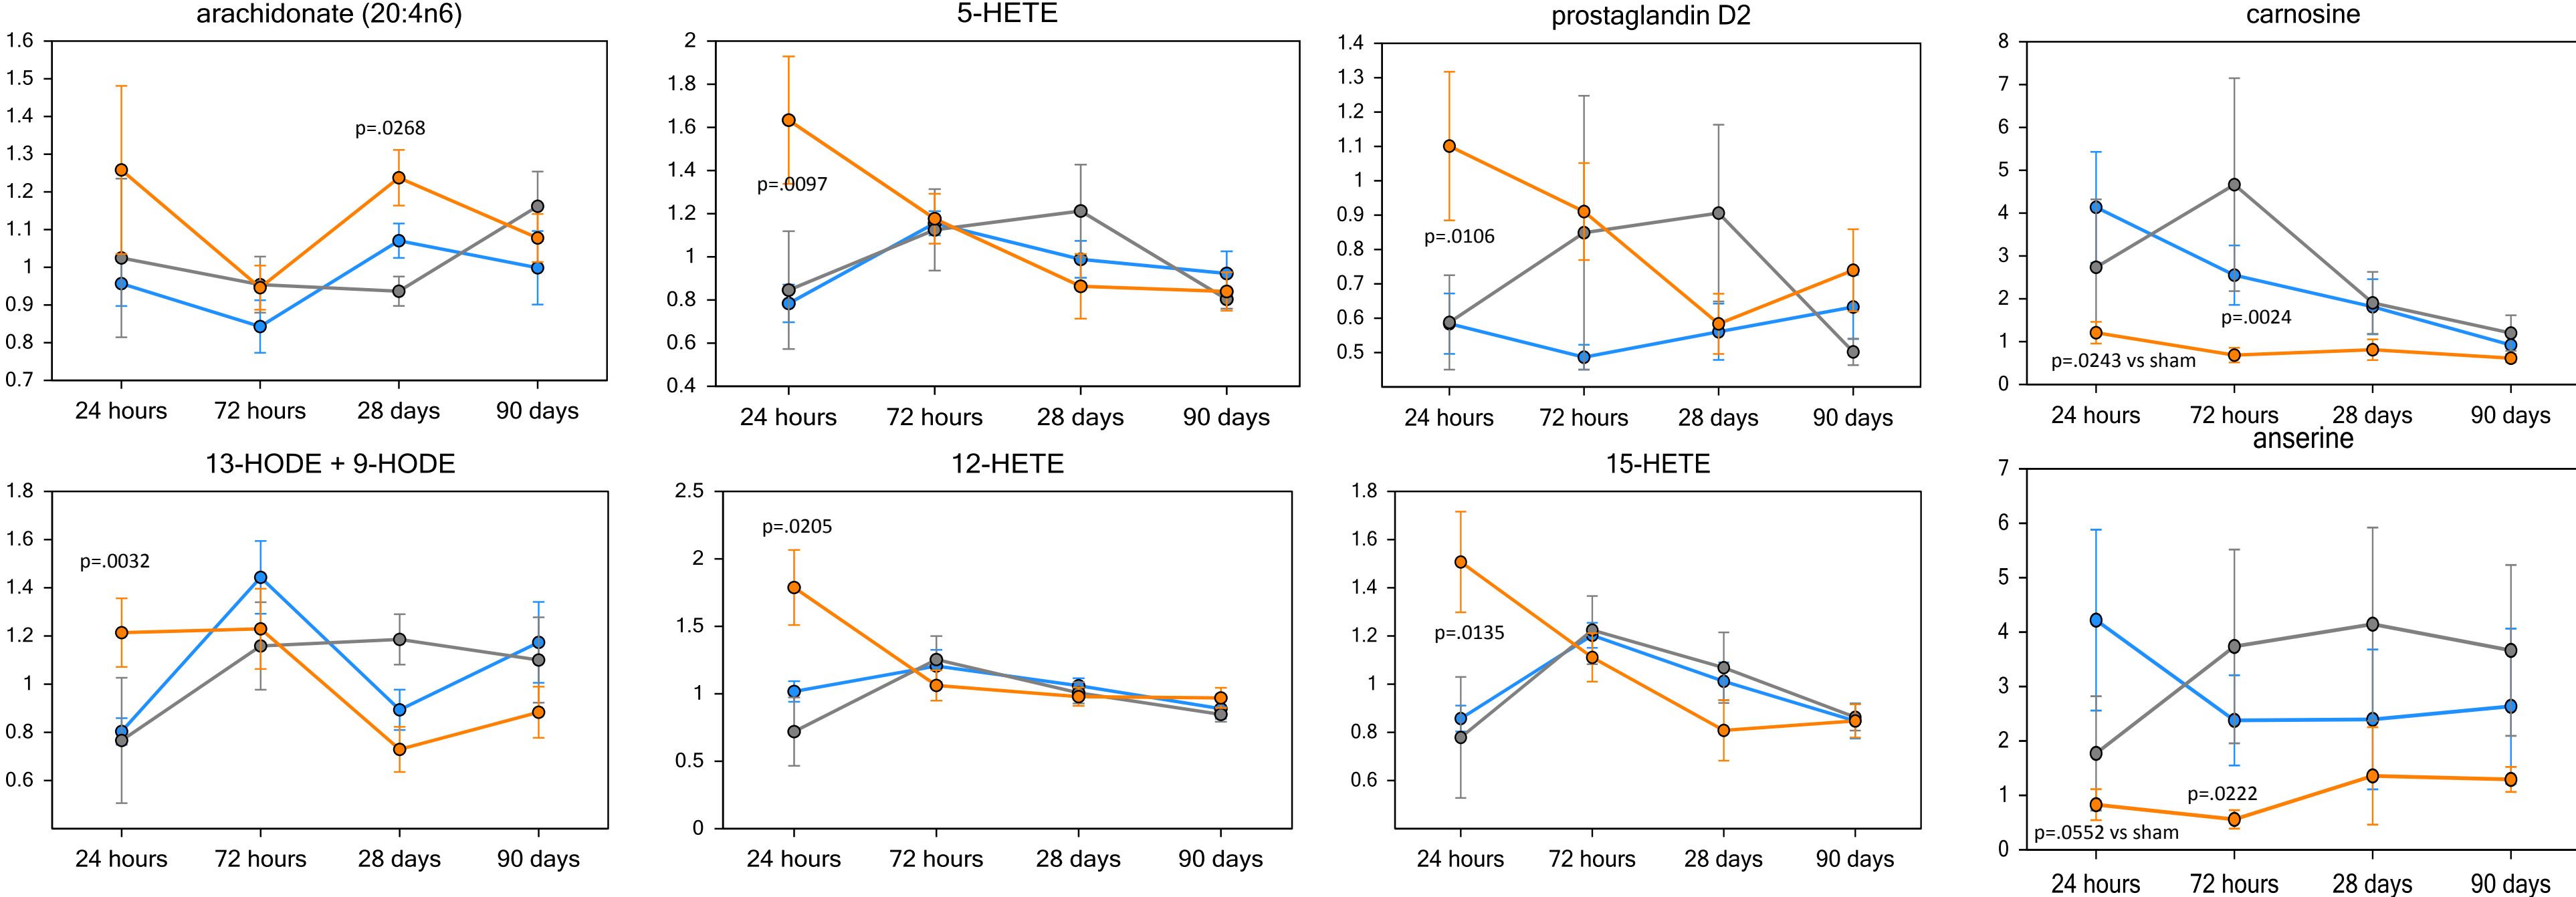 arachidonate (20:4n6)
1.6
1.5
1.4
1.3
1.2
1.1
1
0.9
0.8
0.7
p=.0268
24 hours 72 hours 28 days 90 days
5-HETE
2
1.8
1.6
1.4
1.2
1
0.8
0.6
0.4
p=.0097
24 hours 72 hours 28 days 90 days
prostaglandin D2
1.4
1.3
1.2
1.1
1
0.9
0.8
0.7
0.6
0.5
p=.0106
24 hours 72 hours 28 days 90 days
carnosine
8
7
6
5
4
3
2
1
0
p=.0024
p=.0243 vs sham
24 hours 72 hours 28 days 90 days
13-HODE + 9-HODE
1.8
1.6
1.4
1.2
1
0.8
0.6
p=.0032
24 hours 72 hours 28 days 90 days
12-HETE
2.5
2
1.5
1
0.5
0
p=.0205
24 hours 72 hours 28 days 90 days
15-HETE
1.8
1.6
1.4
1.2
1
0.8
0.6
p=.0135
24 hours 72 hours 28 days 90 days
anserine
7
6
5
4
3
2
1
0
p=.0222
p=.0552 vs sham
24 hours 72 hours 28 days 90 days